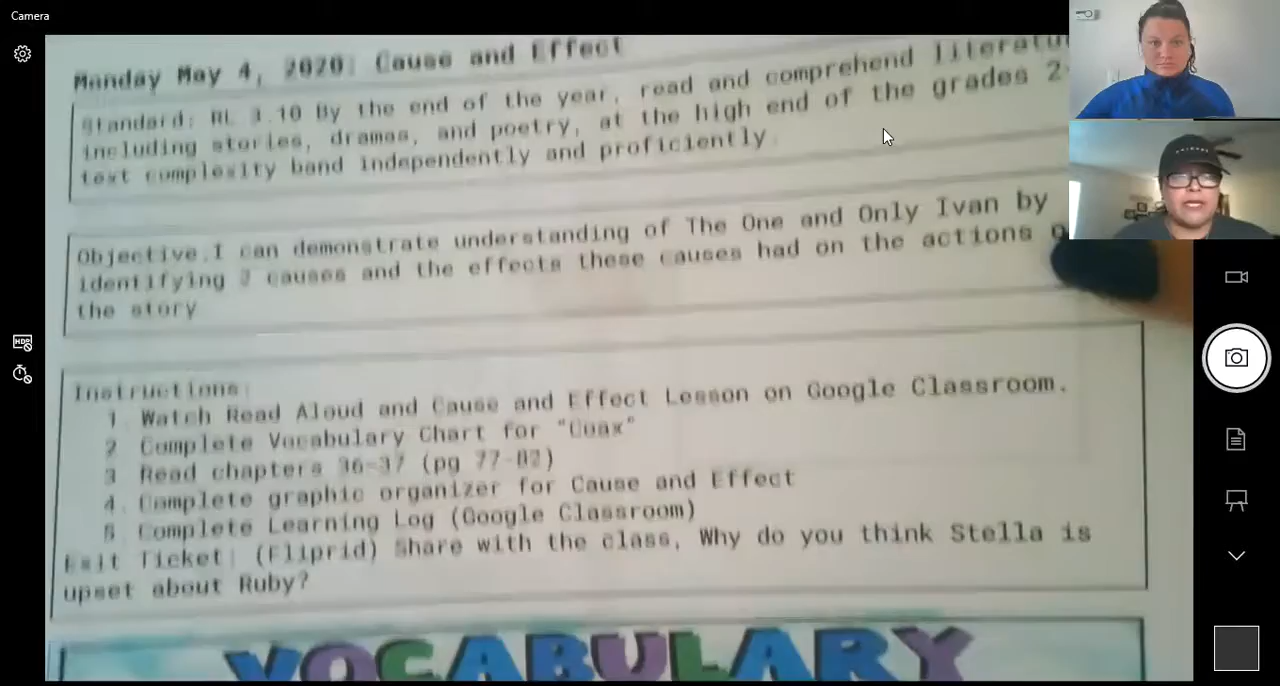 Camera
Monday May 4, 2020: Cause and Effect
Standard: RL 3.10 By the end of the year, read and comprehend
including stories, dramas, and poetry, at the high end of the grades 2
text complexity band independently and proficiently.
Objective: I can demonstrate understanding of The One and Only Ivan by
identifying causes and the effects these causes had on the actions
the story
Instructions:
1. Watch Read Aloud and Cause and Effect Lesson on Google Classroom.
2 Complete Vocabulary Chart for "Coax"
3 Read chapters 36-37 (pg 77-82)
4. Complete graphic organizer for Cause and Effect
5 Complete Learning Log (Google Classroom)
Exit Ticket: (Fliprid) Share with the class, Why do you think Stella is
upset about Ruby?
VOCABULARY